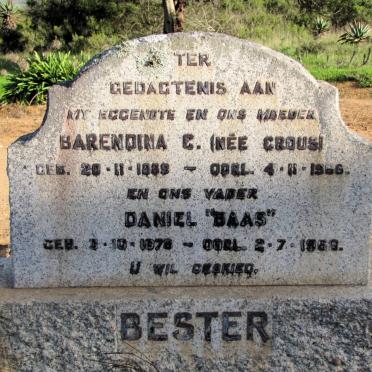 TER
GEDAGTENIS AAN
MY EGGENOTE EN ONS MOEDER
BARENDINA C. (NÉE CROUS)
GEB. 20·11·1889 ~ OORL. 4·11·1956.
EN ONS VADER
DANIEL "BAAS"
GEB. 3·10·1878 ~ OORL. 2·7·1959.
U WIL GESKIED.
BESTER